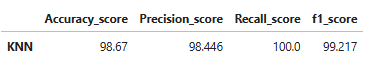 Accuracy_score Precision_score Recall_score f1_score
KNN 98.67 98.446 100.0 99.217